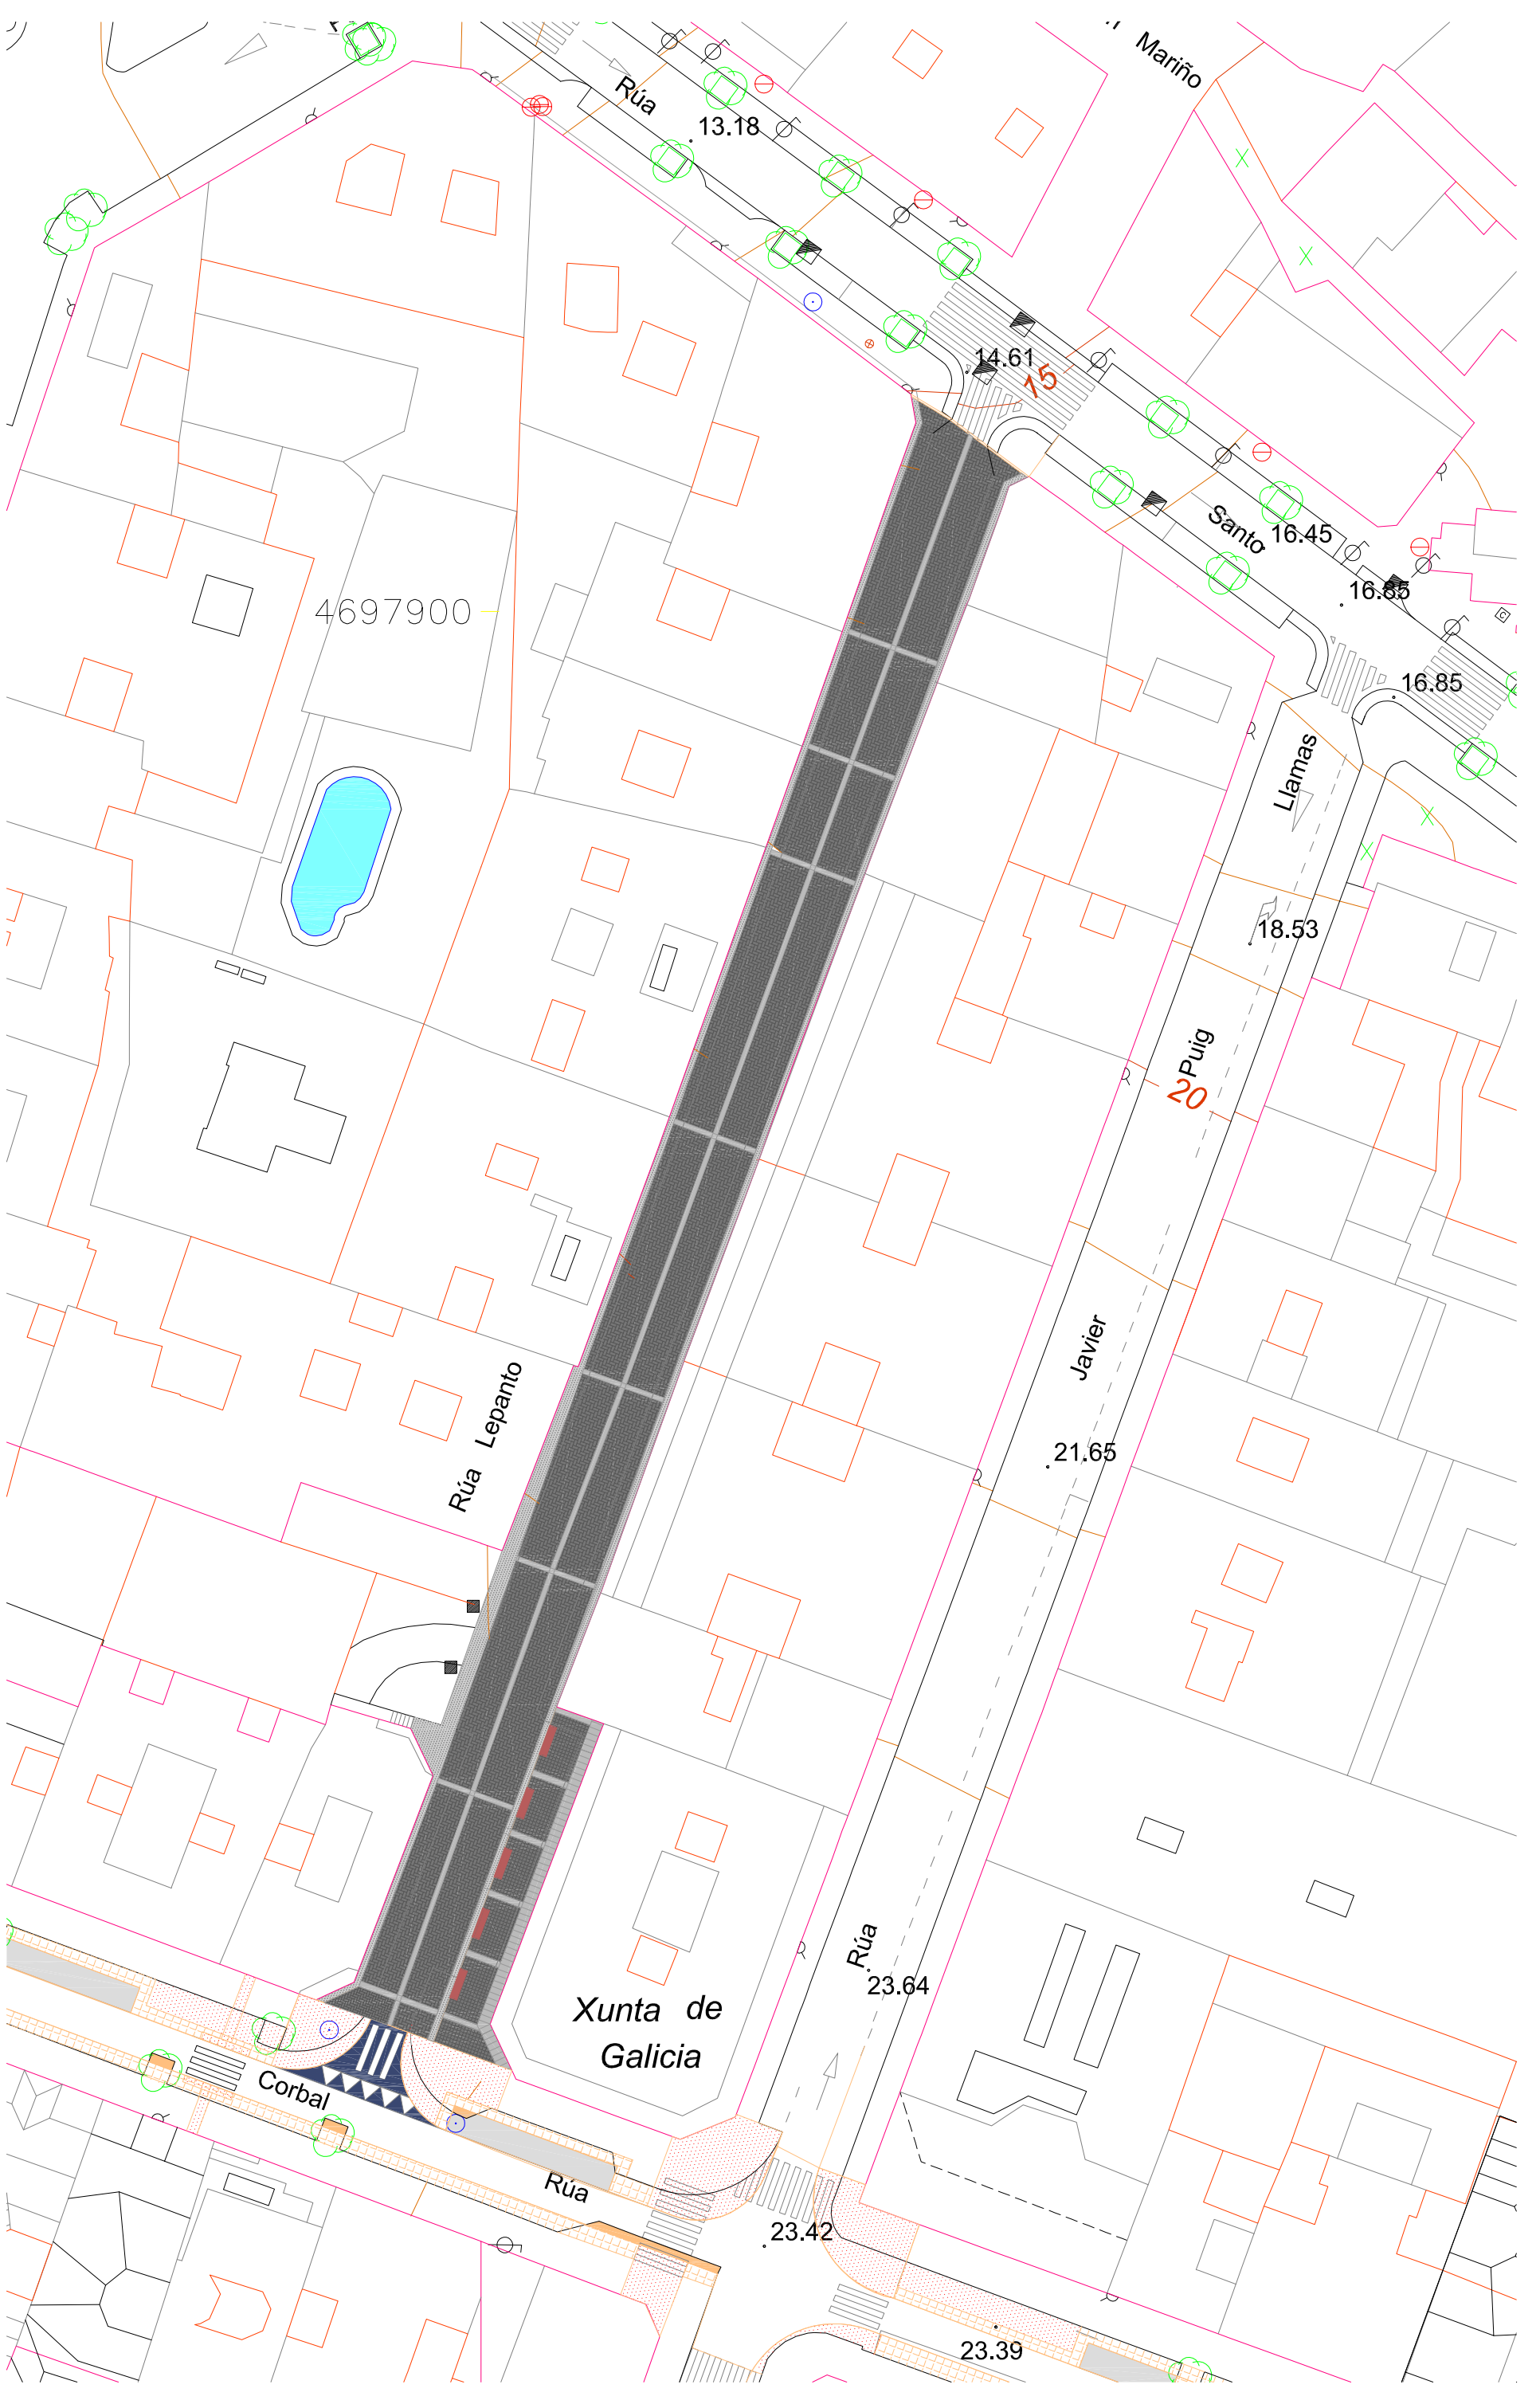 Mariño
Rúa
13.18
14.61
15
Santo
16.45
16.85
4697900
16.85
Llamas
18.53
Puig
20
Javier
Rúa Lepanto
21.65
Rúa
23.64
Xunta de
Galicia
Corbal
Rúa
23.42
23.39